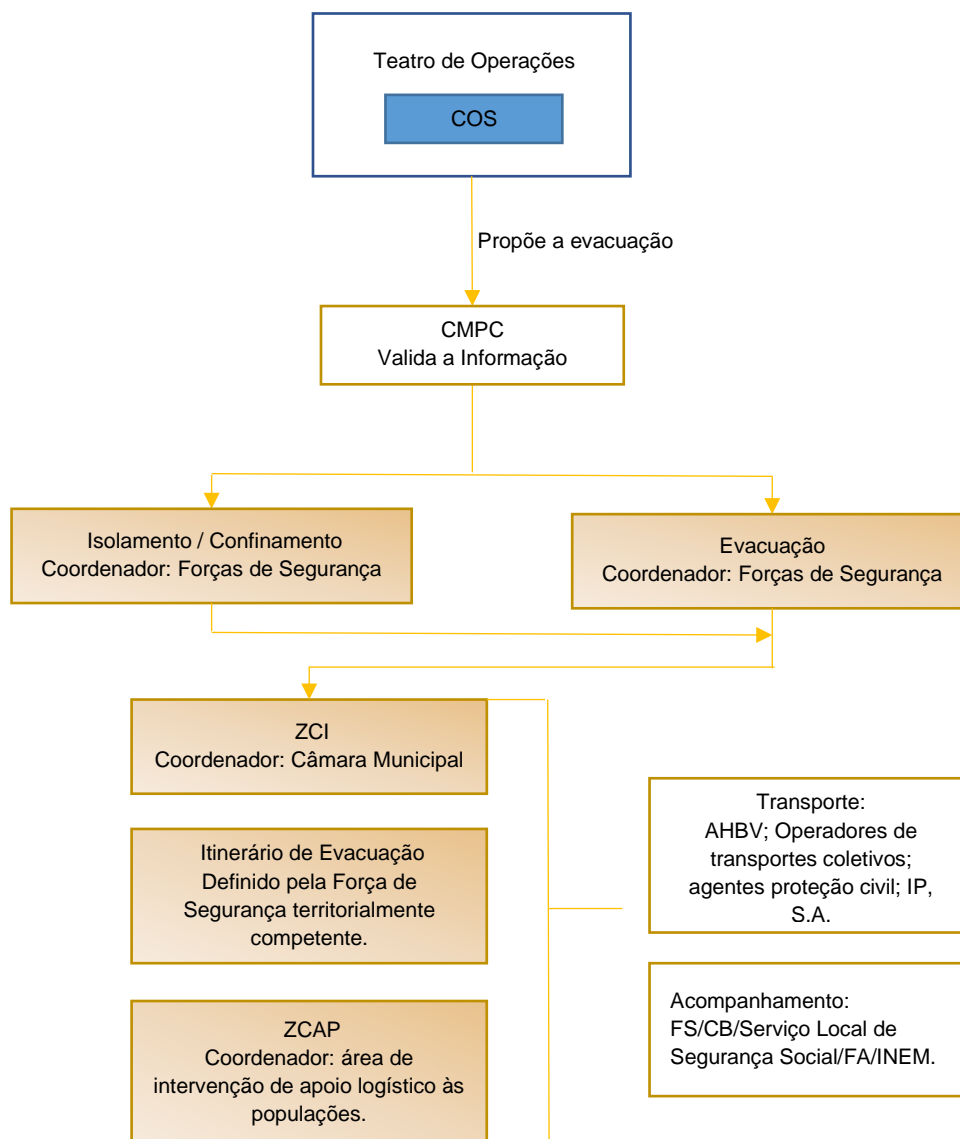 Teatro de Operações
COS
Propõe a evacuação
CMPC
Valida a Informação
Isolamento / Confinamento
Coordenador: Forças de Segurança
Evacuação
Coordenador: Forças de Segurança
ZCI
Coordenador: Câmara Municipal
Itinerário de Evacuação
Definido pela Força de
Segurança territorialmente
competente.
ZCAP
Coordenador: área de
intervenção de apoio logístico às
populações.
Transporte:
AHBV; Operadores de
transportes coletivos;
agentes proteção civil; IP,
S.A.
Acompanhamento:
FS/CB/Serviço Local de
Segurança Social/FA/INEM.